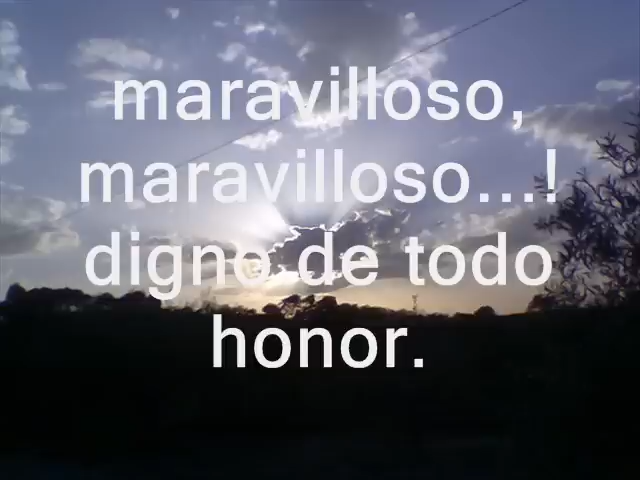 maravilloso,
maravilloso...!
digno de todo
honor.